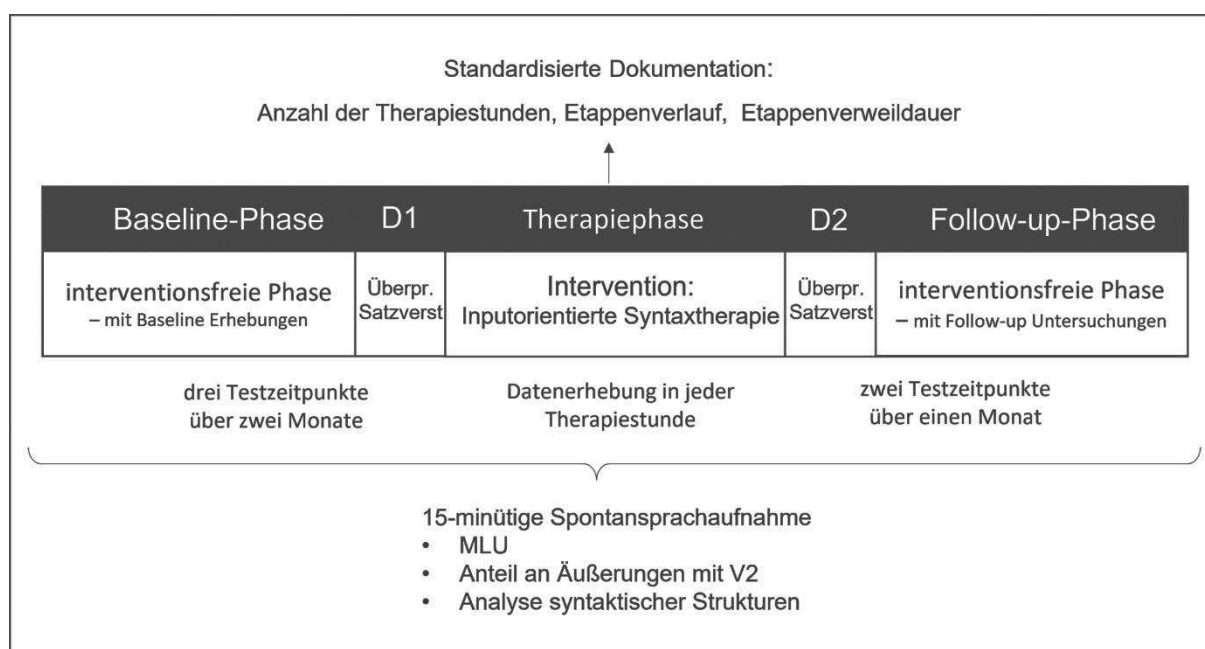 Standardisierte Dokumentation:
Anzahl der Therapiestunden, Etappenverlauf, Etappenverweildauer
Baseline-Phase
D1
Therapiephase
D2
Follow-up-Phase
interventionsfreie Phase
– mit Baseline Erhebungen
Überpr.
Satzverst
Intervention:
Inputorientierte Syntaxtherapie
Überpr.
Satzverst
interventionsfreie Phase
– mit Follow-up Untersuchungen
drei Testzeitpunkte
über zwei Monate
Datenerhebung in jeder
Therapiestunde
zwei Testzeitpunkte
über einen Monat
15-minütige Spontansprachaufnahme
• MLU
• Anteil an Äußerungen mit V2
• Analyse syntaktischer Strukturen